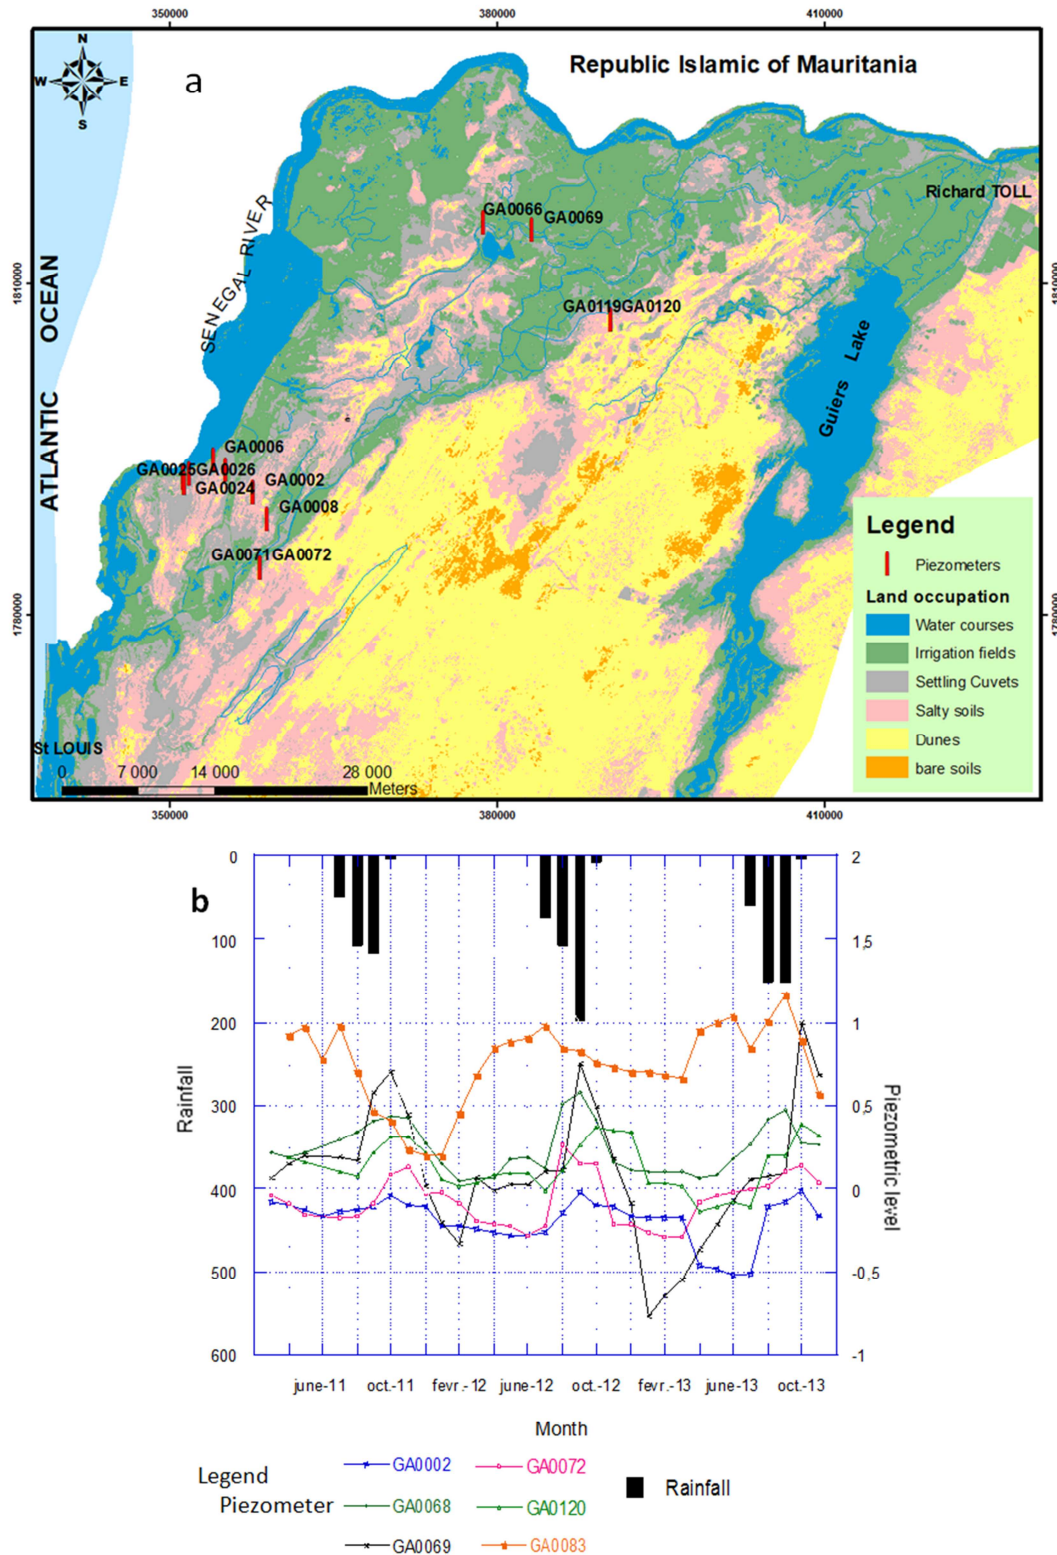 350000 380000 410000
N
W E
S
a
Republic Islamic of Mauritania
Richard TOLL
GA0066 GA0069
SENEGAL RIVER
1810000 1810000
GA0119GA0120
ATLANTIC OCEAN
Guiers Lake
GA0006
GA0025GA0026
GA0024 GA0002
GA0008
GA0071GA0072
1780000 1780000
Legend
Piezometers
Land occupation
Water courses
Irrigation fields
Settling Cuvets
Salty soils
Dunes
bare soils
St LOUIS
0 7 000 14 000 28 000
Meters
350000 380000 410000
b
0 2
100 1,5
200 1
300 0,5
400 0
500 -0,5
600 -1
Rainfall
Piezometric level
june-11 oct.-11 fevr.-12 june-12 oct.-12 fevr.-13 june-13 oct.-13
Month
Legend
Piezometer
GA0002 GA0072
GA0068 GA0120
GA0069 GA0083
Rainfall